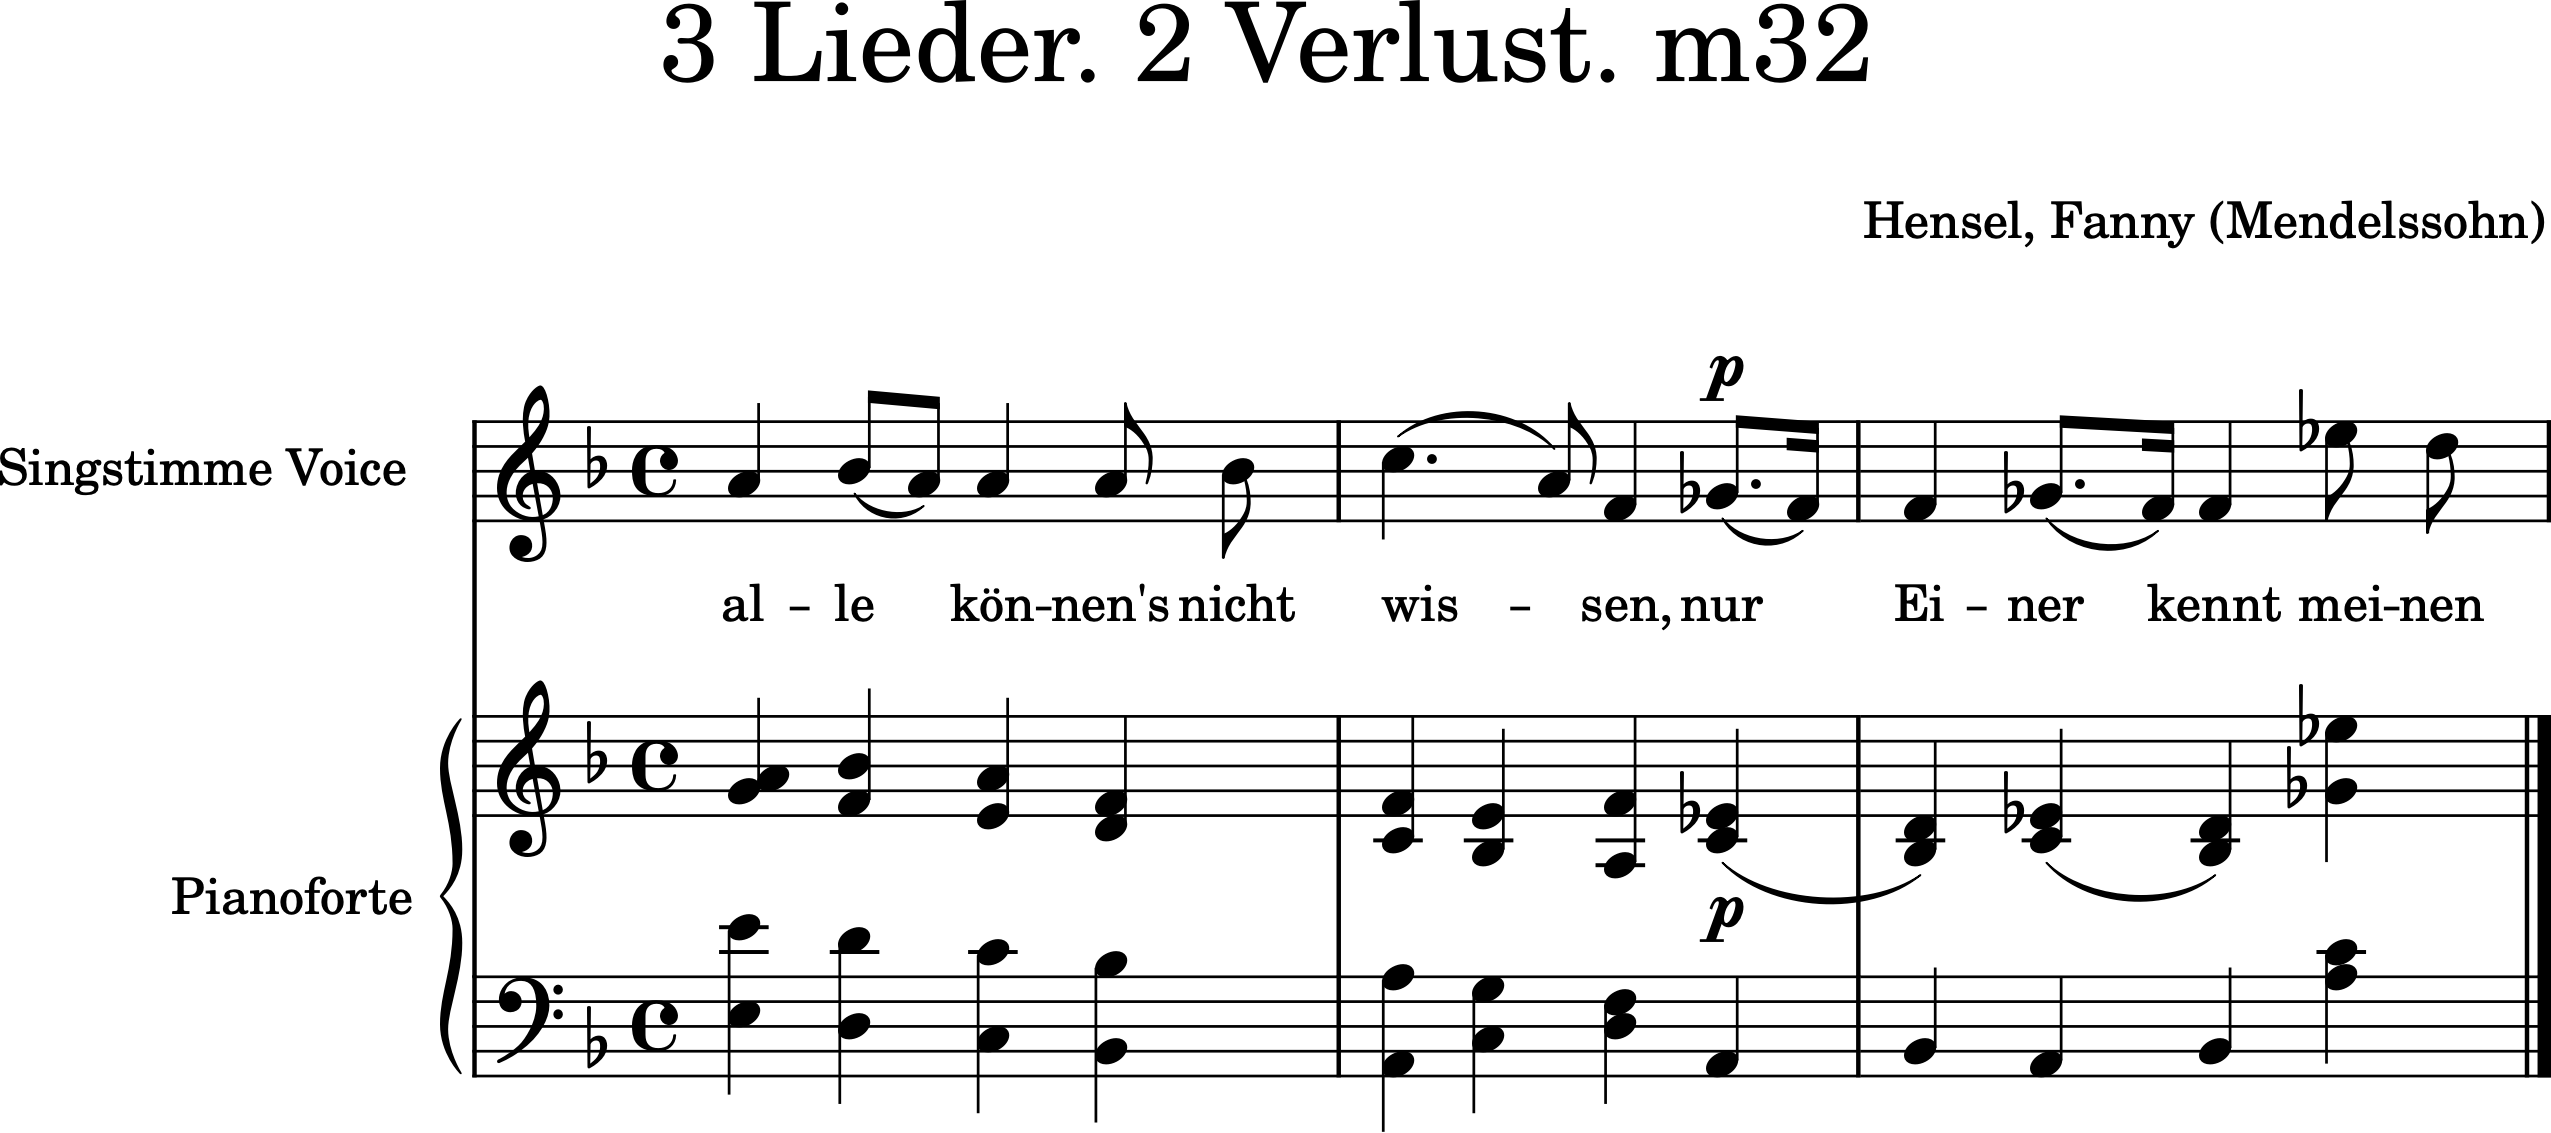 3 Lieder. 2 Verlust. m32
Hensel, Fanny (Mendelssohn)
p
Singstimme Voice
al – le kön-nen's nicht wis – sen, nur Ei – ner kennt mei-nen
Pianoforte
p